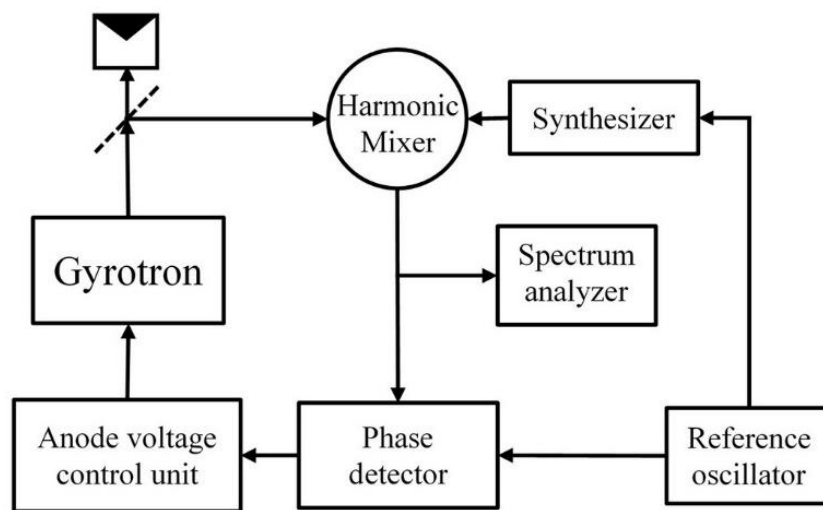 Harmonic
Mixer
Synthesizer
Gyrotron
Spectrum
analyzer
Anode voltage
control unit
Phase
detector
Reference
oscillator